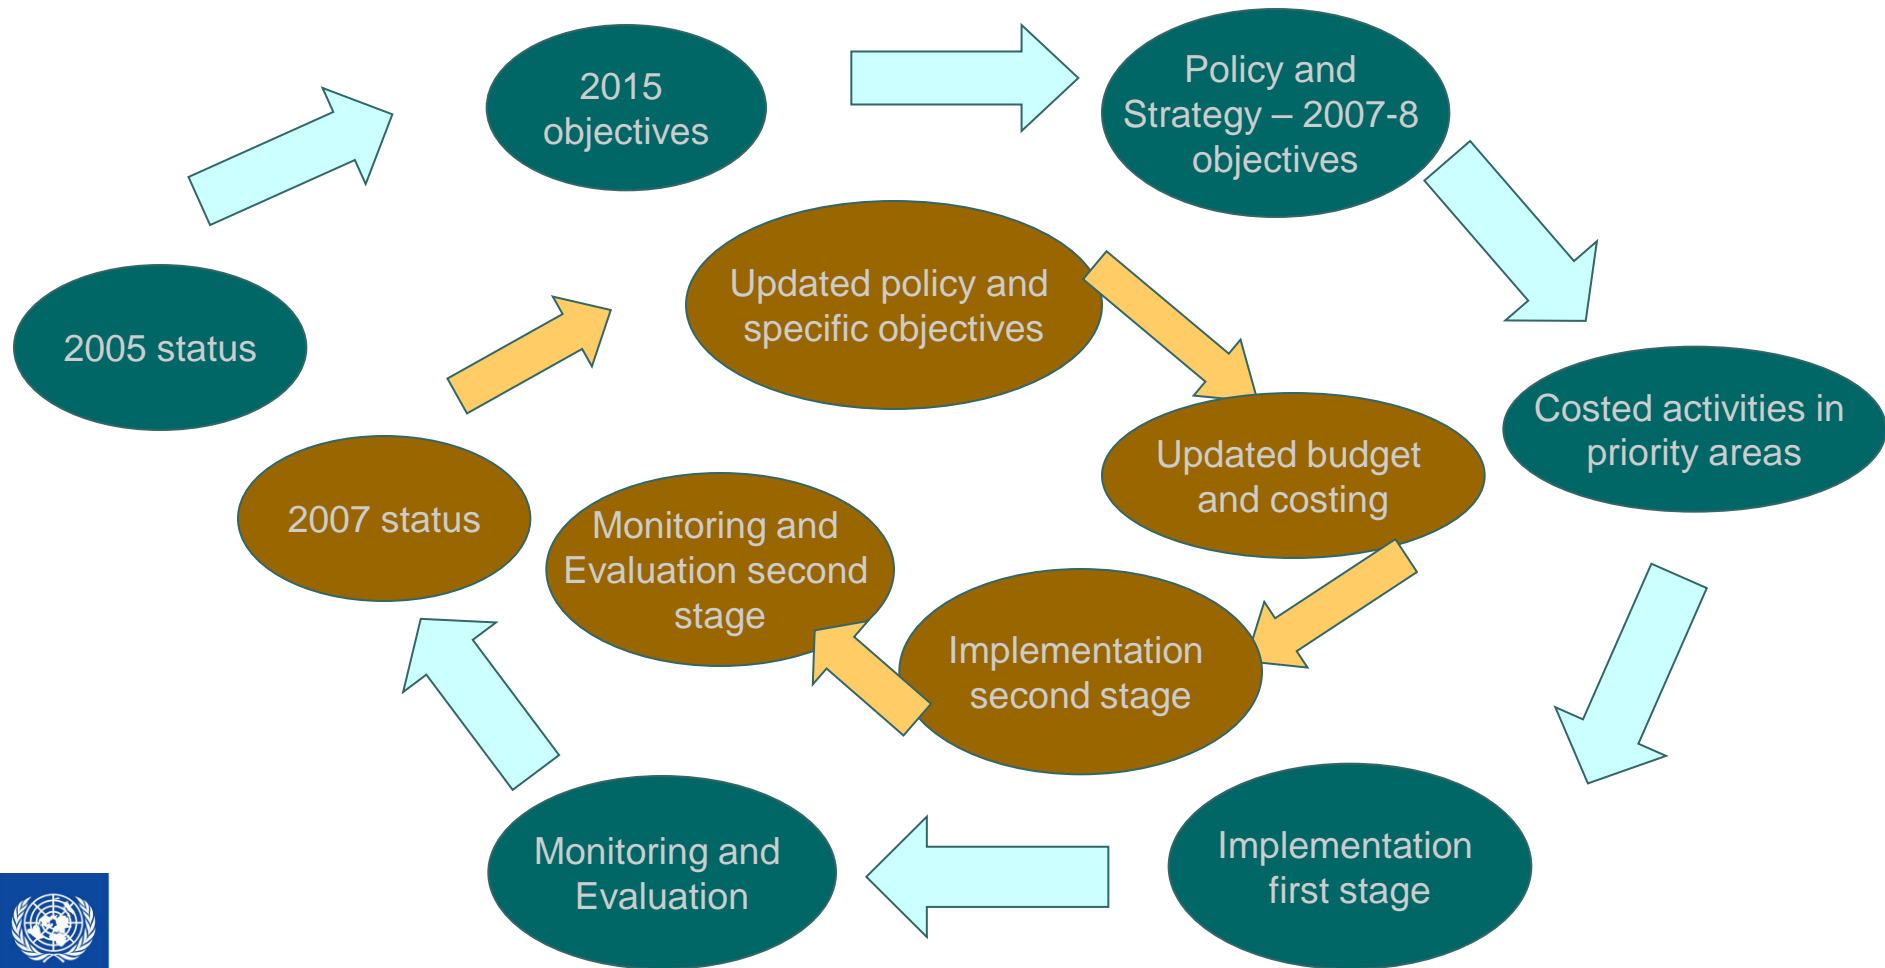 2015
objectives
Policy and
Strategy – 2007-8
objectives
Updated policy and
specific objectives
2005 status
Costed activities in
priority areas
Updated budget
and costing
2007 status
Monitoring and
Evaluation second
stage
Implementation
second stage
Monitoring and
Evaluation
Implementation
first stage